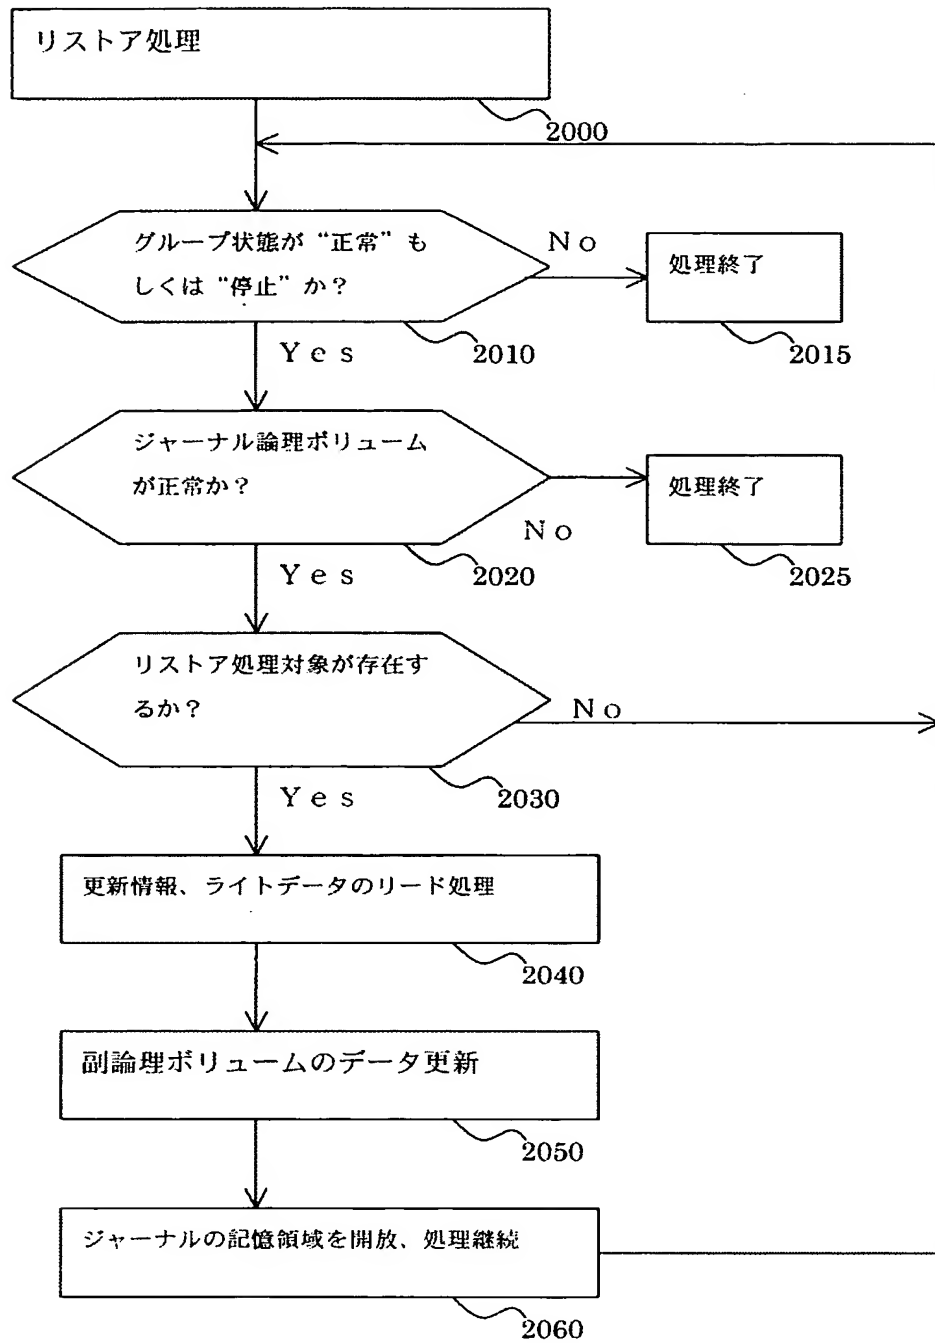 リストア処理
2000
グループ状態が“正常”も
しくは“停止”か？
No
処理終了
2010
2015
Yes
ジャーナル論理ボリューム
が正常か？
処理終了
No
2020
2025
Yes
リストア処理対象が存在す
るか？
No
2030
Yes
更新情報、ライトデータのリード処理
2040
副論理ボリュームのデータ更新
2050
ジャーナルの記憶領域を開放、処理継続
2060